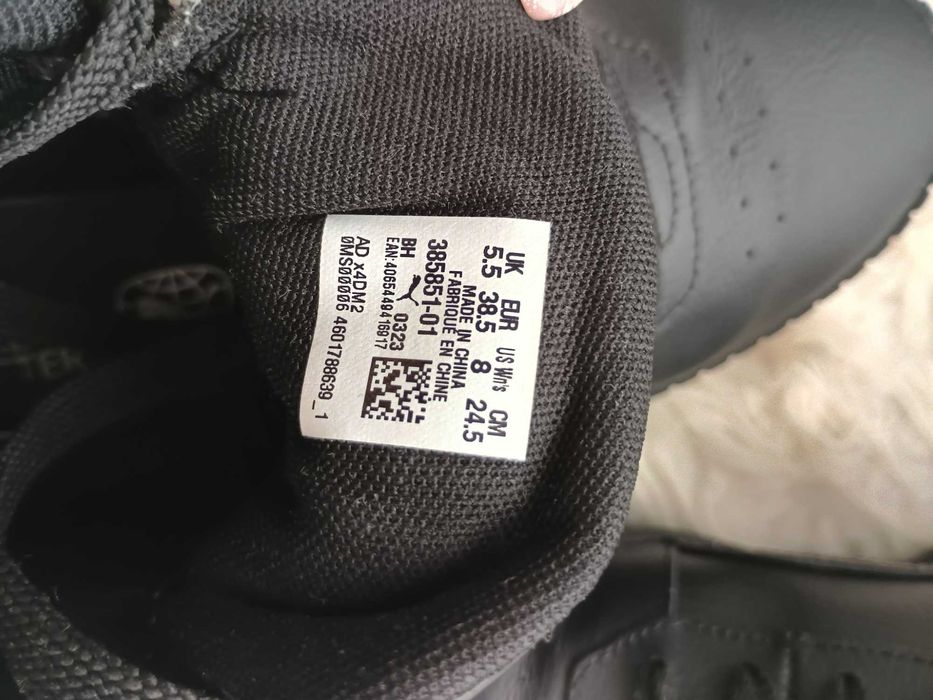 UK EUR US Wn's CM
5.5 38.5 8 24.5
MADE IN CHINA
FABRIQUE EN CHINE
385851-01
BH 0323
EAN:4065449416917
AD x4DM2
0MS00006 4601788639_1